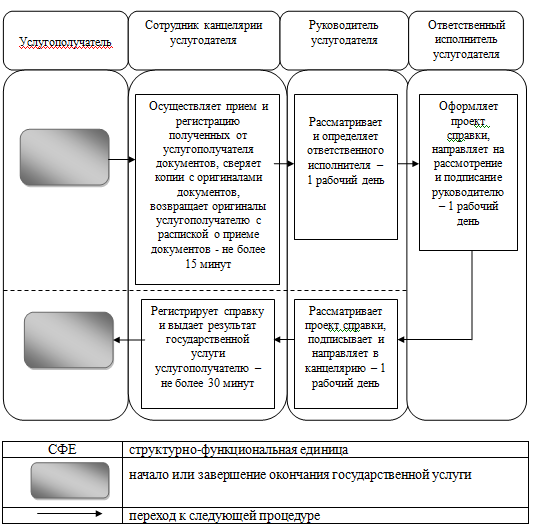 Услугополучатель
Сотрудник канцелярии
услугодателя
Руководитель
услугодателя
Ответственный
исполнитель
услугодателя
Осуществляет прием и
регистрацию
полученных от
услугополучателя
документов, сверяет
копии с оригиналами
документов,
возвращает оригиналы
услугополучателю с
распиской о приеме
документов - не более
15 минут
Рассматривает
и определяет
ответственного
исполнителя –
1 рабочий день
Оформляет
проект
справки,
направляет на
рассмотрение
и подписание
руководителю
– 1 рабочий
день
Регистрирует справку
и выдает результат
государственной
услуги
услугополучателю –
не более 30 минут
Рассматривает
проект справки,
подписывает и
направляет в
канцелярию – 1
рабочий день
СФЕ
структурно-функциональная единица
начало или завершение окончания государственной услуги
переход к следующей процедуре